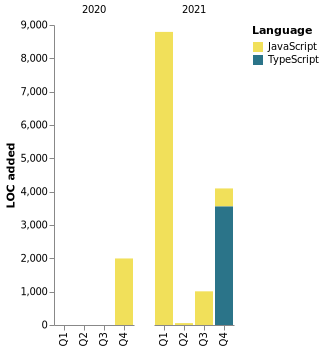 2020 2021
Language
JavaScript
TypeScript
LOC added
9,000
8,000
7,000
6,000
5,000
4,000
3,000
2,000
1,000
0
Q1 Q2 Q3 Q4 Q1 Q2 Q3 Q4